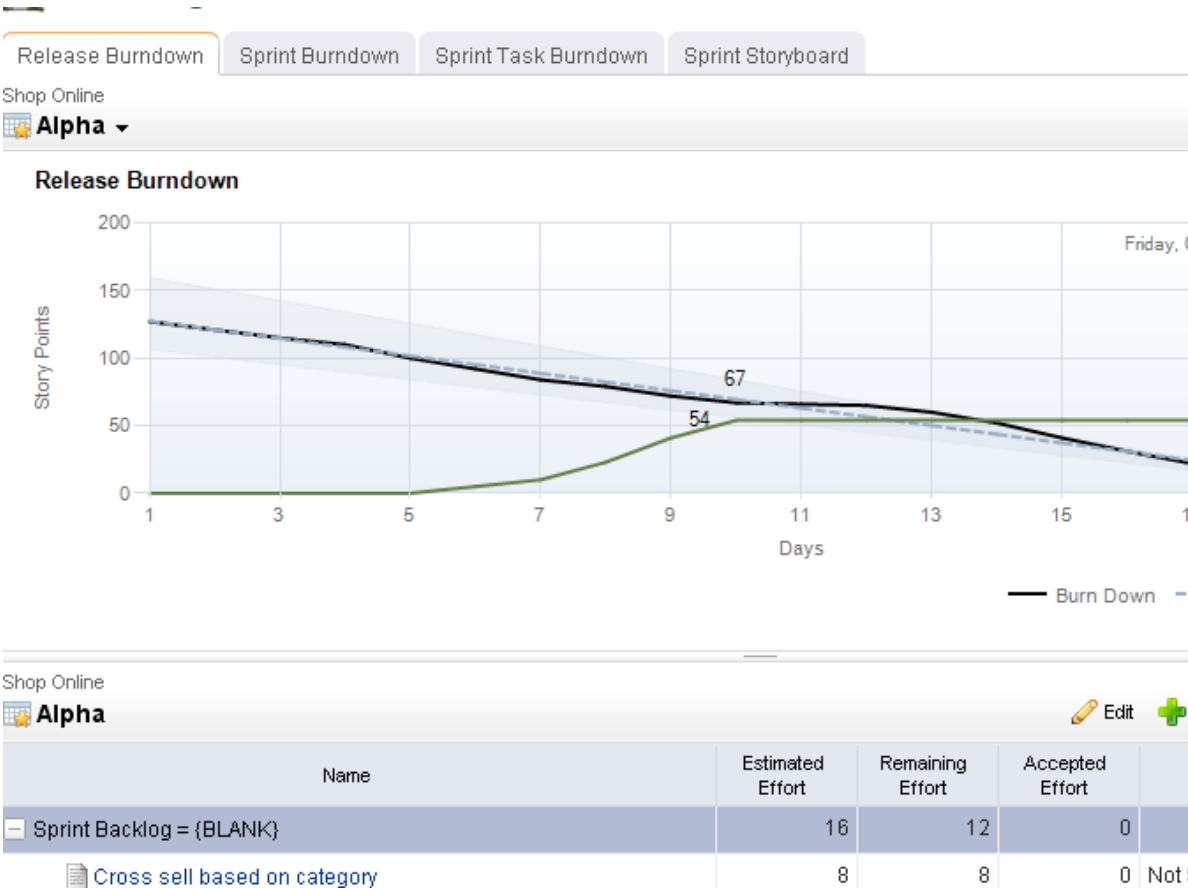 Release Burndown Sprint Burndown Sprint Task Burndown Sprint Storyboard
Shop Online
Alpha
Release Burndown
200
Friday,
150
100
50
0
Story Points
67
54
1 3 5 7 9 11 13 15
Days
Burn Down
Shop Online
Alpha
Edit
Name Estimated Effort Remaining Effort Accepted Effort
Sprint Backlog = {BLANK} 16 12 0
Cross sell based on category 8 8 0 Not